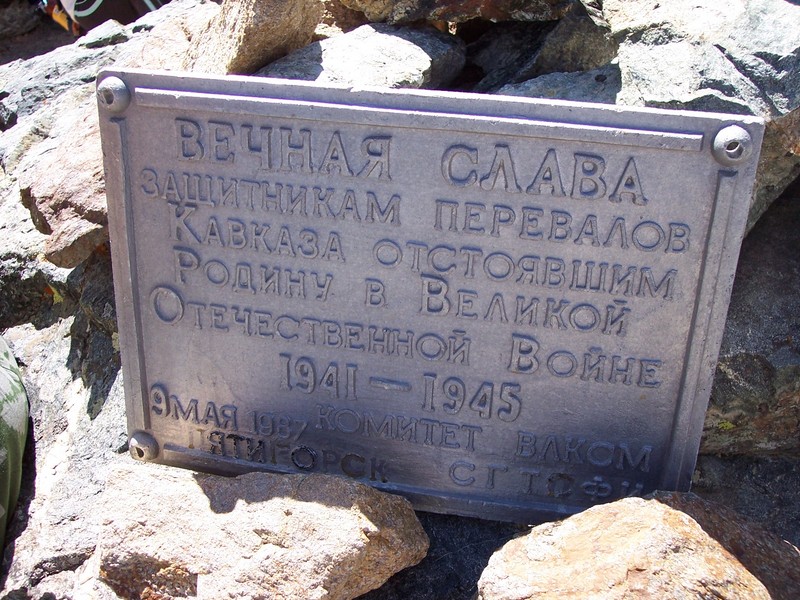 ВЕЧНАЯ СЛАВА
ЗАЩИТНИКАМ ПЕРЕВАЛОВ
КАВКАЗА ОТСТОЯВШИМ
РОДИНУ В ВЕЛИКОЙ
ОТЕЧЕСТВЕННОЙ ВОЙНЕ
1941 — 1945
9 МАЯ 1987 КОМИТЕТ ВЛКСМ
ПЯТИГОРСК